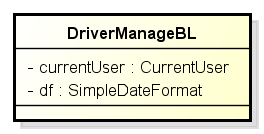 DriverManageBL
- currentUser : CurrentUser
- df : SimpleDateFormat